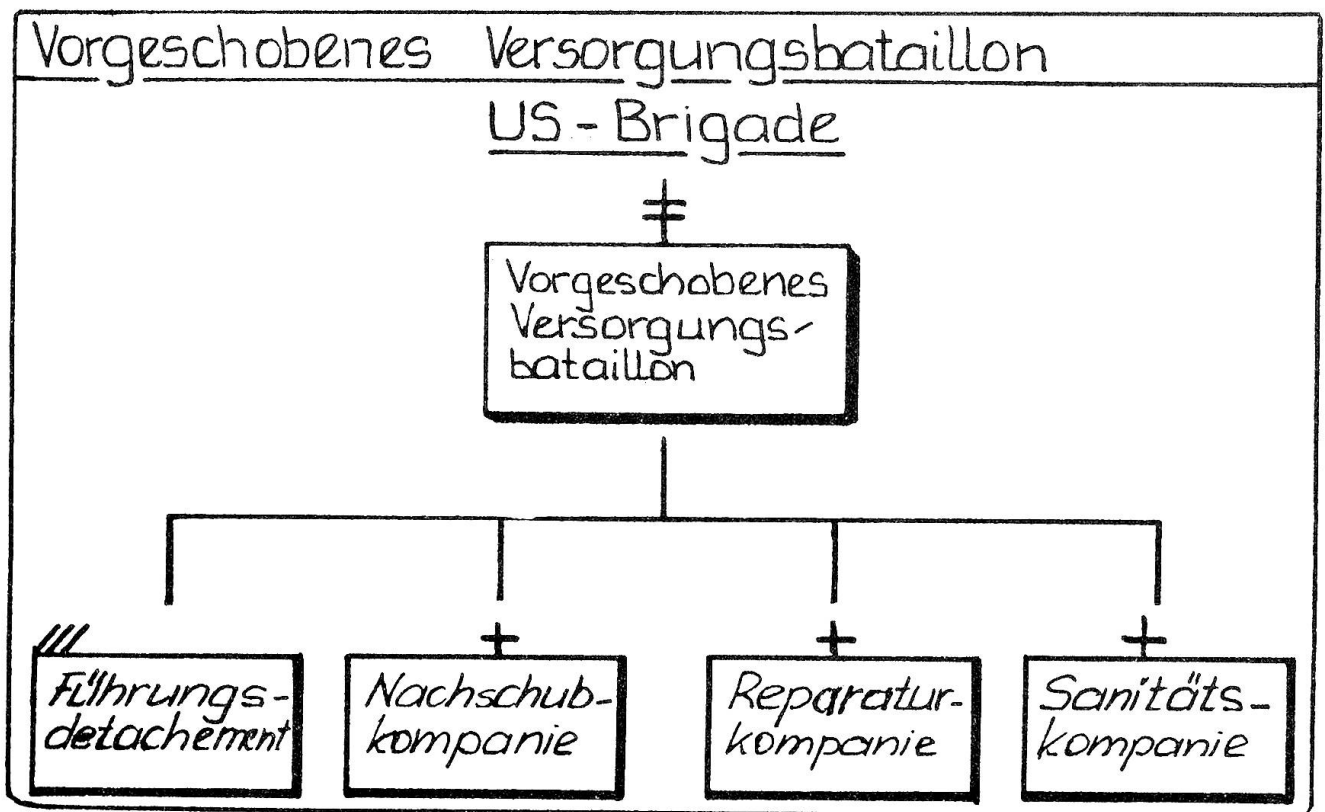 Vorgeschobenes Versorgungsbataillon
US-Brigade
Vorgeschobenes
Versorgungs-
bataillon
Führungs-
detachement
Nachschub-
kompanie
Reparatur-
kompanie
Sanitäts-
kompanie